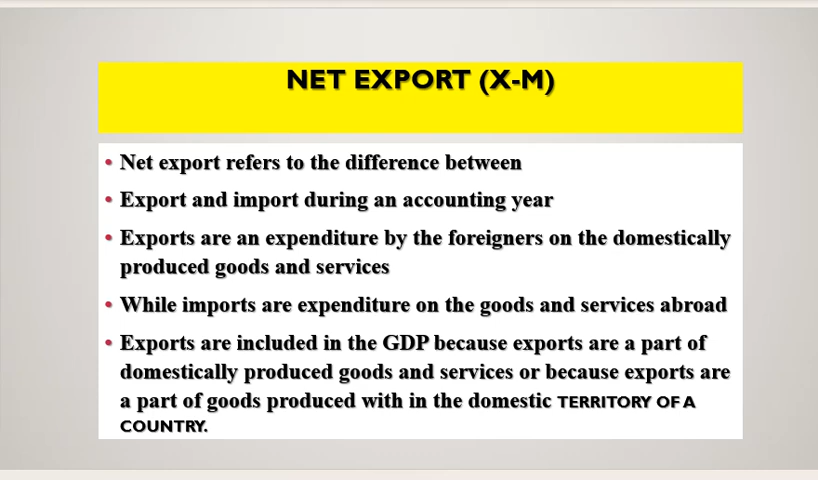 NET EXPORT (X-M)
• Net export refers to the difference between
• Export and import during an accounting year
• Exports are an expenditure by the foreigners on the domestically
produced goods and services
• While imports are expenditure on the goods and services abroad
• Exports are included in the GDP because exports are a part of
domestically produced goods and services or because exports are
a part of goods produced with in the domestic TERRITORY OF A
COUNTRY.